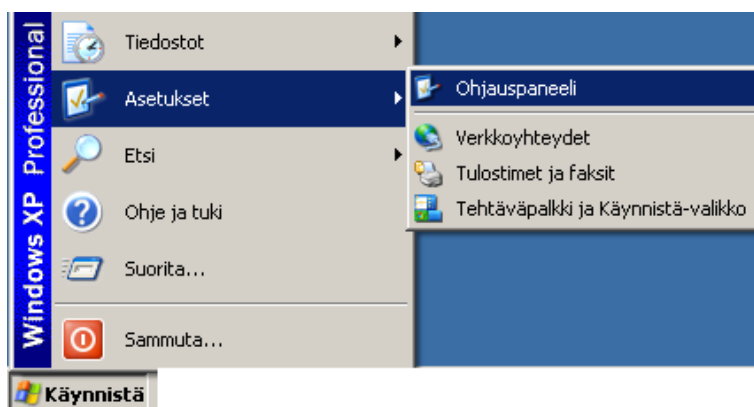 Windows XP Professional
Tiedostot
Asetukset
Etsi
Ohje ja tuki
Suorita...
Sammuta...
Ohjauspaneeli
Verkkoyhteydet
Tulostimet ja faksit
Tehtäväpalkki ja Käynnistä-valikko
Käynnistä